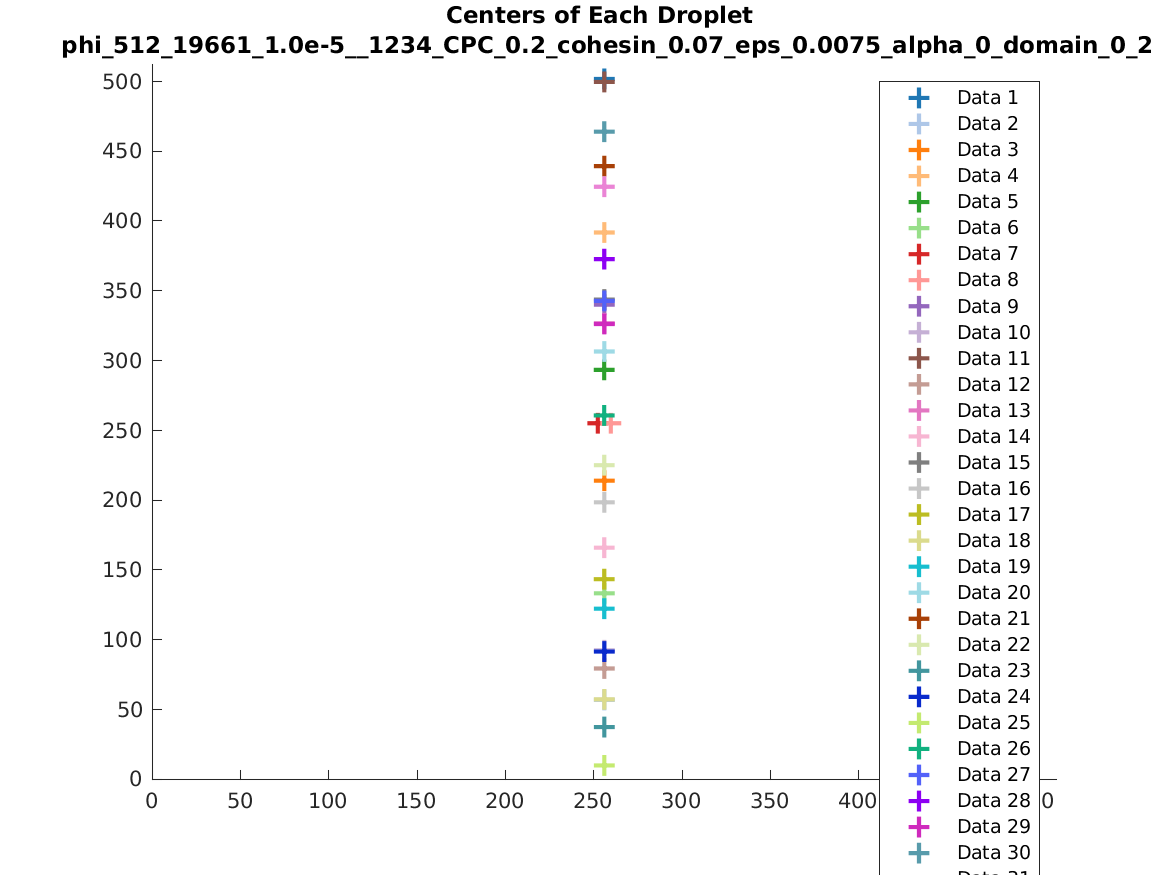 Centers of Each Droplet
phi_512_19661_1.0e-5__1234_CPC_0.2_cohesin_0.07_eps_0.0075_alpha_0_domain_0_2
500
450
400
350
300
250
200
150
100
50
0
0 50 100 150 200 250 300 350 400 0
Data 1
Data 2
Data 3
Data 4
Data 5
Data 6
Data 7
Data 8
Data 9
Data 10
Data 11
Data 12
Data 13
Data 14
Data 15
Data 16
Data 17
Data 18
Data 19
Data 20
Data 21
Data 22
Data 23
Data 24
Data 25
Data 26
Data 27
Data 28
Data 29
Data 30